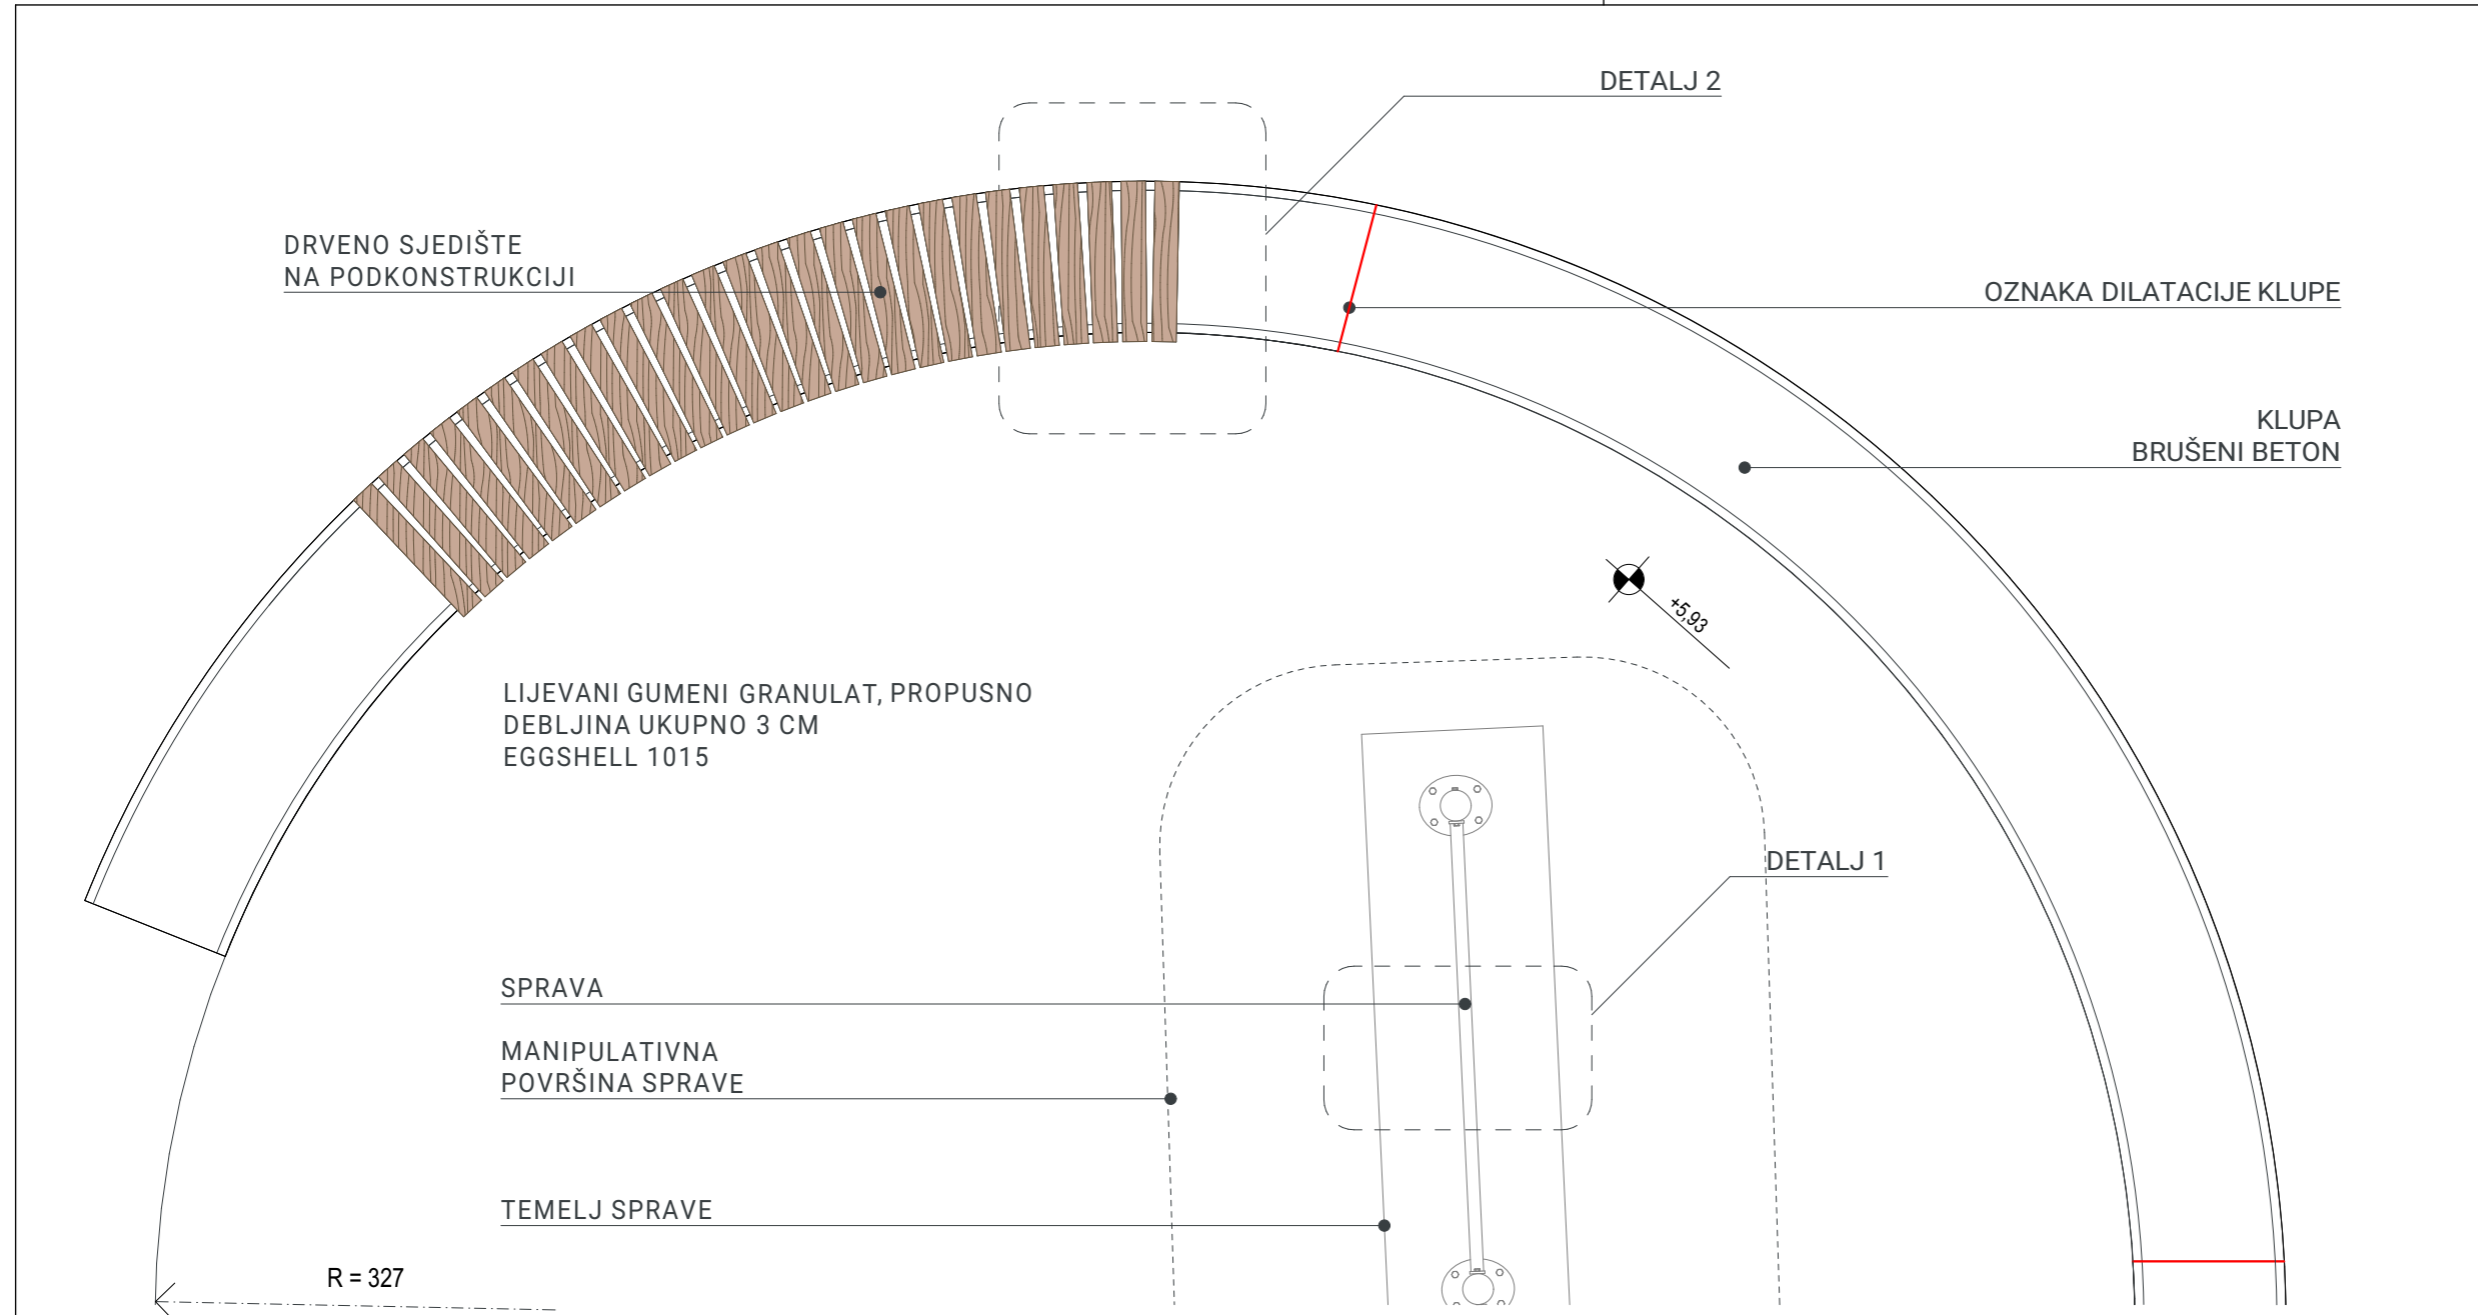 DETALJ 2
DRVENO SJEDIŠTE
NA PODKONSTRUKCIJI
OZNAKA DILATACIJE KLUPE
KLUPA
BRUŠENI BETON
+5,93
LIJEVANI GUMENI GRANULAT, PROPUSNO
DEBLJINA UKUPNO 3 CM
EGGSHELL 1015
DETALJ 1
SPRAVA
MANIPULATIVNA
POVRŠINA SPRAVE
TEMELJ SPRAVE
R = 327